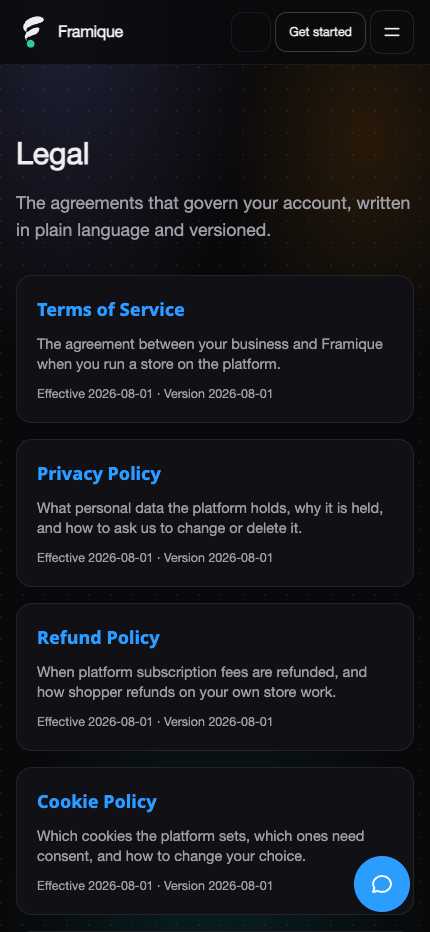 Framique
Get started
Legal
The agreements that govern your account, written
in plain language and versioned.
Terms of Service
The agreement between your business and Framique
when you run a store on the platform.
Effective 2026-08-01 · Version 2026-08-01
Privacy Policy
What personal data the platform holds, why it is held,
and how to ask us to change or delete it.
Effective 2026-08-01 · Version 2026-08-01
Refund Policy
When platform subscription fees are refunded, and
how shopper refunds on your own store work.
Effective 2026-08-01 · Version 2026-08-01
Cookie Policy
Which cookies the platform sets, which ones need
consent, and how to change your choice.
Effective 2026-08-01 · Version 2026-08-01